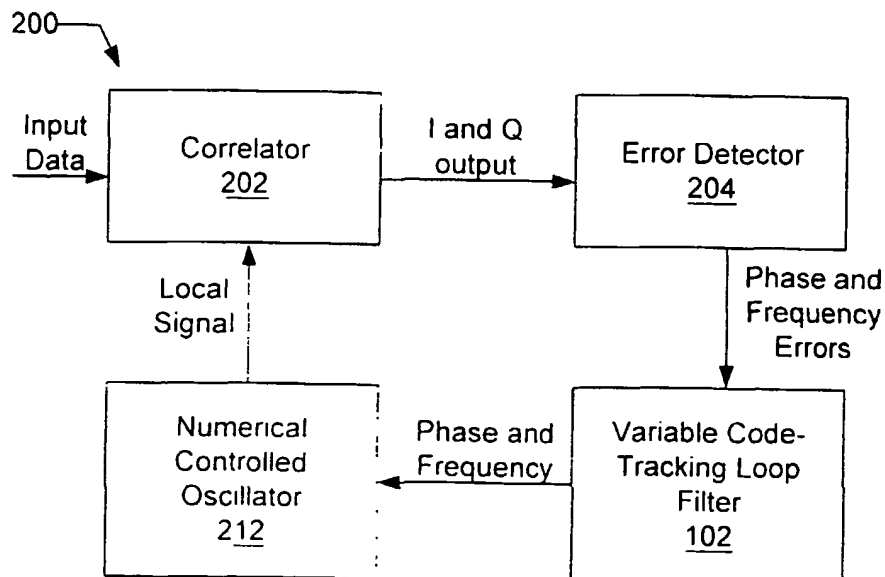 200
Input
Data
Correlator
202
I and Q
output
Error Detector
204
Local
Signal
Phase and
Frequency
Errors
Numerical
Controlled
Oscillator
212
Phase and
Frequency
Variable Code-
Tracking Loop
Filter
102